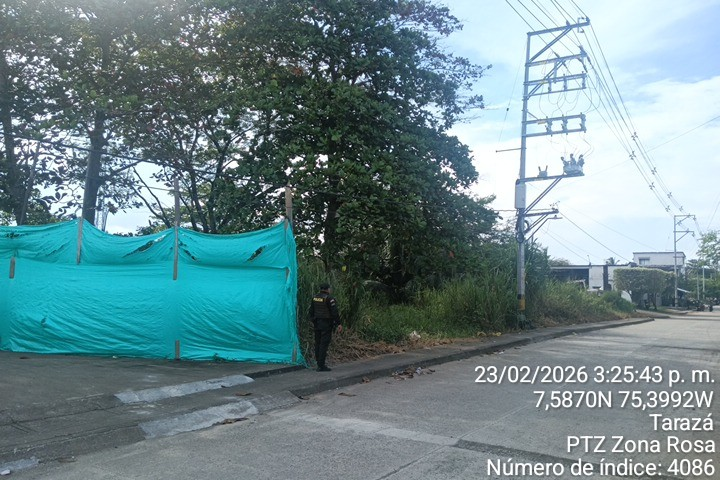 23/02/2026 3:25:43 p. m.
7,5870N 75,3992W
Tarazá
PTZ Zona Rosa
Número de índice: 4086